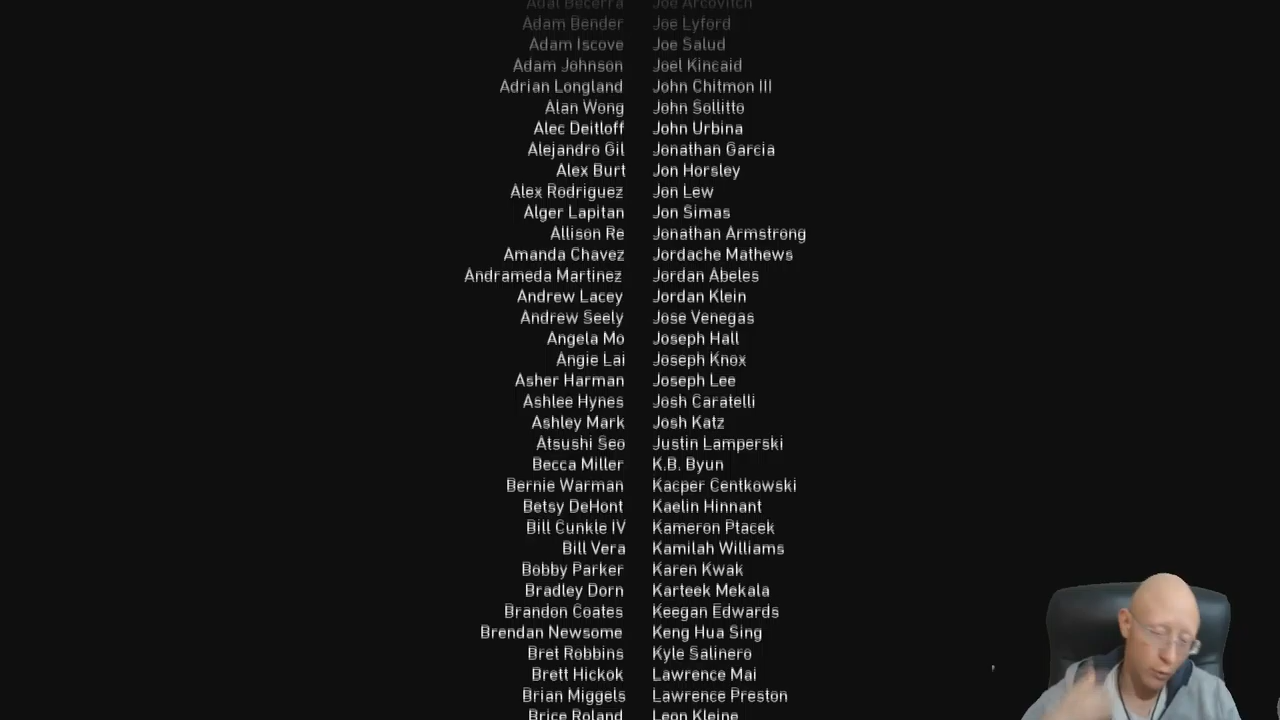 Adal Becerra Joe Arcovitch
Adam Bender Joe Lyford
Adam Iscove Joe Salud
Adam Johnson Joel Kincaid
Adrian Longland John Chitmon III
Alan Wong John Sollitto
Alec Deitloff John Urbina
Alejandro Gil Jonathan Garcia
Alex Burt Jon Horsley
Alex Rodriguez Jon Lew
Alger Lapitan Jon Simas
Allison Re Jonathan Armstrong
Amanda Chavez Jordache Mathews
Andrameda Martinez Jordan Abeles
Andrew Lacey Jordan Klein
Andrew Seely Jose Venegas
Angela Mo Joseph Hall
Angie Lai Joseph Knox
Asher Harman Joseph Lee
Ashlee Hynes Josh Caratelli
Ashley Mark Josh Katz
Atsushi Seo Justin Lamperski
Becca Miller K.B. Byun
Bernie Warman Kacper Centkowski
Betsy DeHont Kaelin Hinnant
Bill Cunkle IV Kameron Ptacek
Bill Vera Kamilah Williams
Bobby Parker Karen Kwak
Bradley Dorn Karteek Mekala
Brandon Coates Keegan Edwards
Brendan Newsome Keng Hua Sing
Bret Robbins Kyle Salinero
Brett Hickok Lawrence Mai
Brian Miggels Lawrence Preston
Brice Roland Leon Kleine